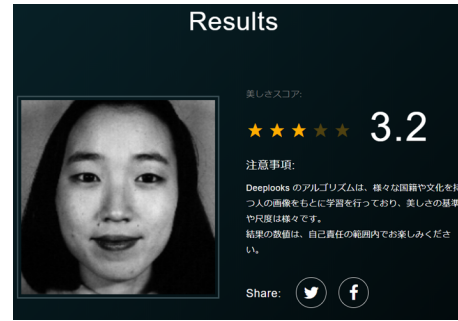 Results
美しさスコア:
3.2
注意事項:
Deeplooks のアルゴリズムは、様々な国籍や文化を持
つ人の画像をもとに学習を行っており、美しさの基準
や尺度は様々です。
結果の数値は、自己責任の範囲内でお楽しみくださ
い。
Share: